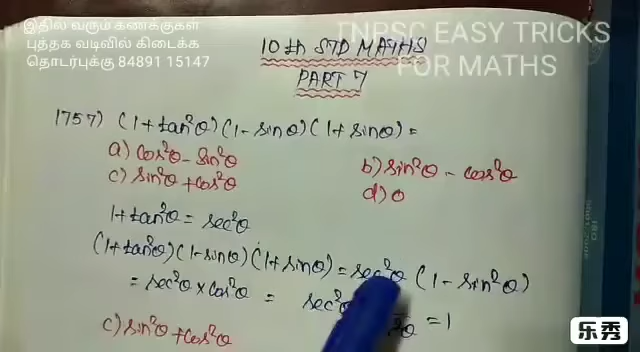 இதில் வரும் கணக்குகள்
புத்தக வடிவில் கிடைக்க
தொடர்புக்கு 84891 15147
TNPSC EASY TRICKS
FOR MATHS
10th STD MATHS
PART 7
1757) (1+tan²θ)(1-sinθ)(1+sinθ)=
a) cos²θ - sin²θ
b) sin²θ - cos²θ
c) sin²θ + cos²θ
d) 0
1+tan²θ = sec²θ
(1+tan²θ)(1-sinθ)(1+sinθ) = sec²θ (1-sin²θ)
= sec²θ × cos²θ = sec²θ
= 1
c) sin²θ + cos²θ
乐秀